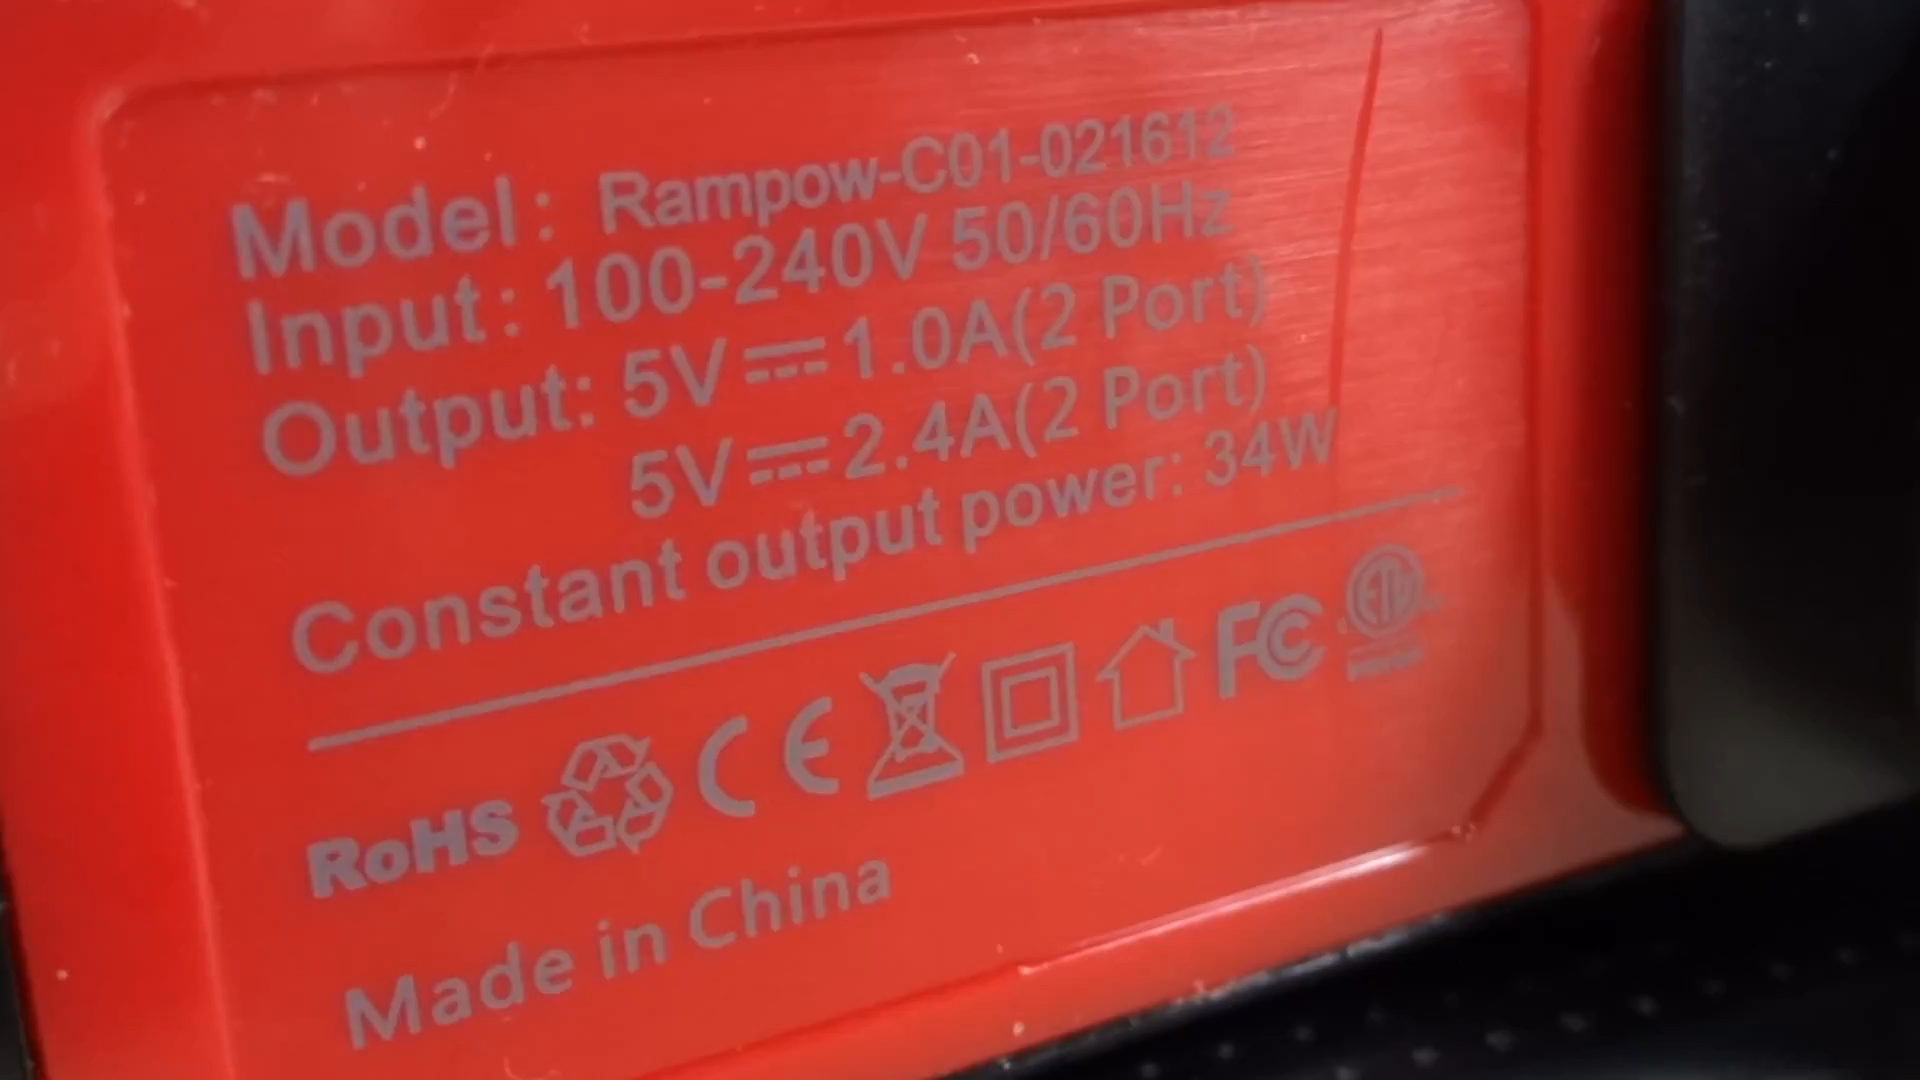 Model: Rampow-C01-021612
Input: 100-240V 50/60Hz
Output: 5V⎓1.0A(2 Port)
5V⎓2.4A(2 Port)
Constant output power: 34W
RoHS CE FC ETL
Made in China